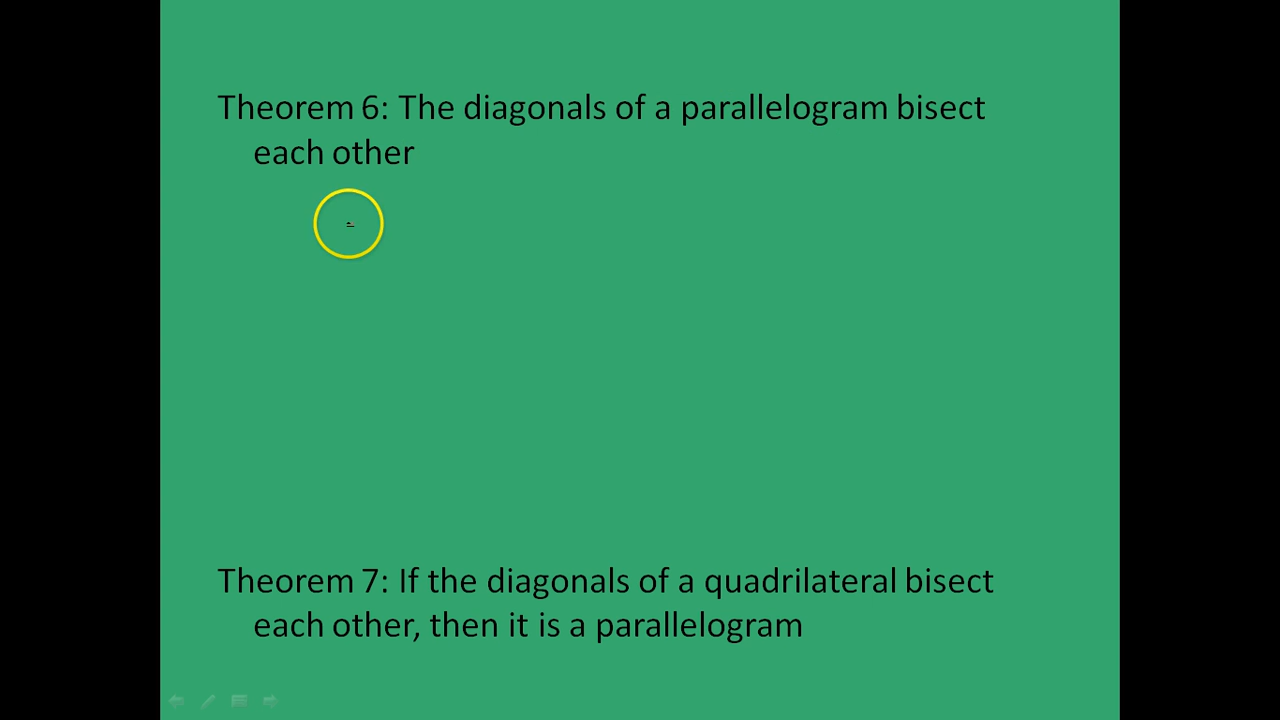 Theorem 6: The diagonals of a parallelogram bisect
each other
Theorem 7: If the diagonals of a quadrilateral bisect
each other, then it is a parallelogram